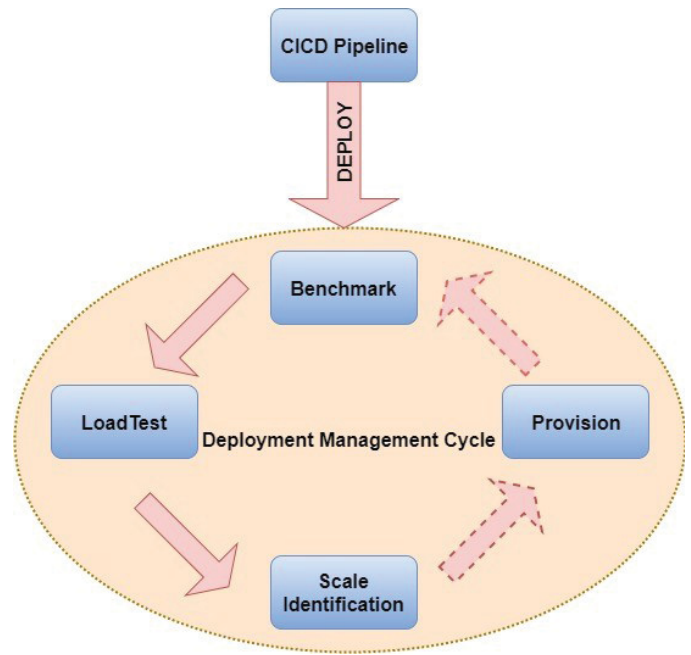 CICD Pipeline
DEPLOY
Benchmark
LoadTest
Deployment Management Cycle
Provision
Scale
Identification